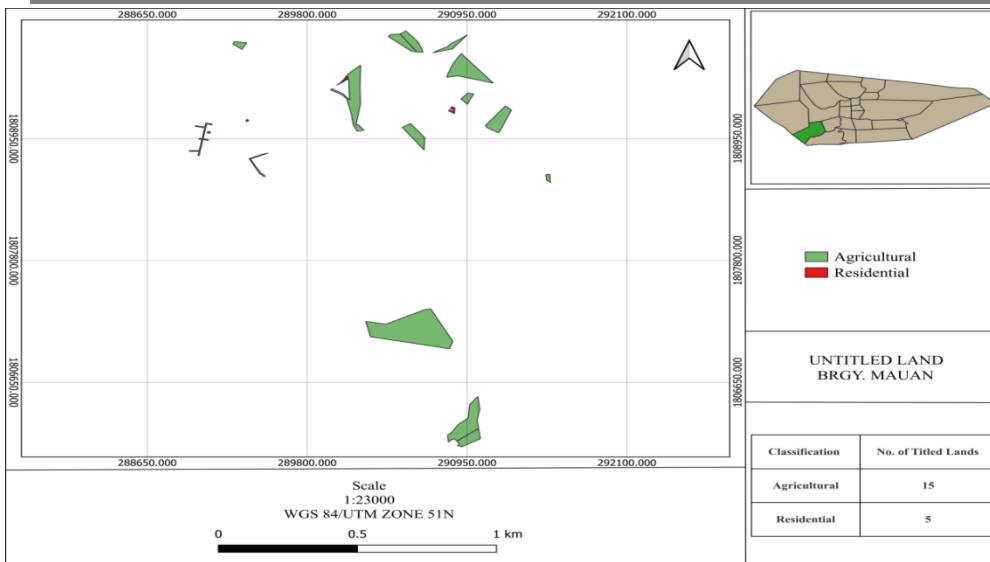 288650.000 289800.000 290950.000 292100.000
1808950.000 1808950.000
1807800.000 1807800.000
1806650.000 1806650.000
288650.000 289800.000 290950.000 292100.000
Scale
1:23000
WGS 84/UTM ZONE 51N
0 0.5 1 km
Agricultural
Residential
UNTITLED LAND
BRGY. MAUAN
Classification No. of Titled Lands
Agricultural 15
Residential 5